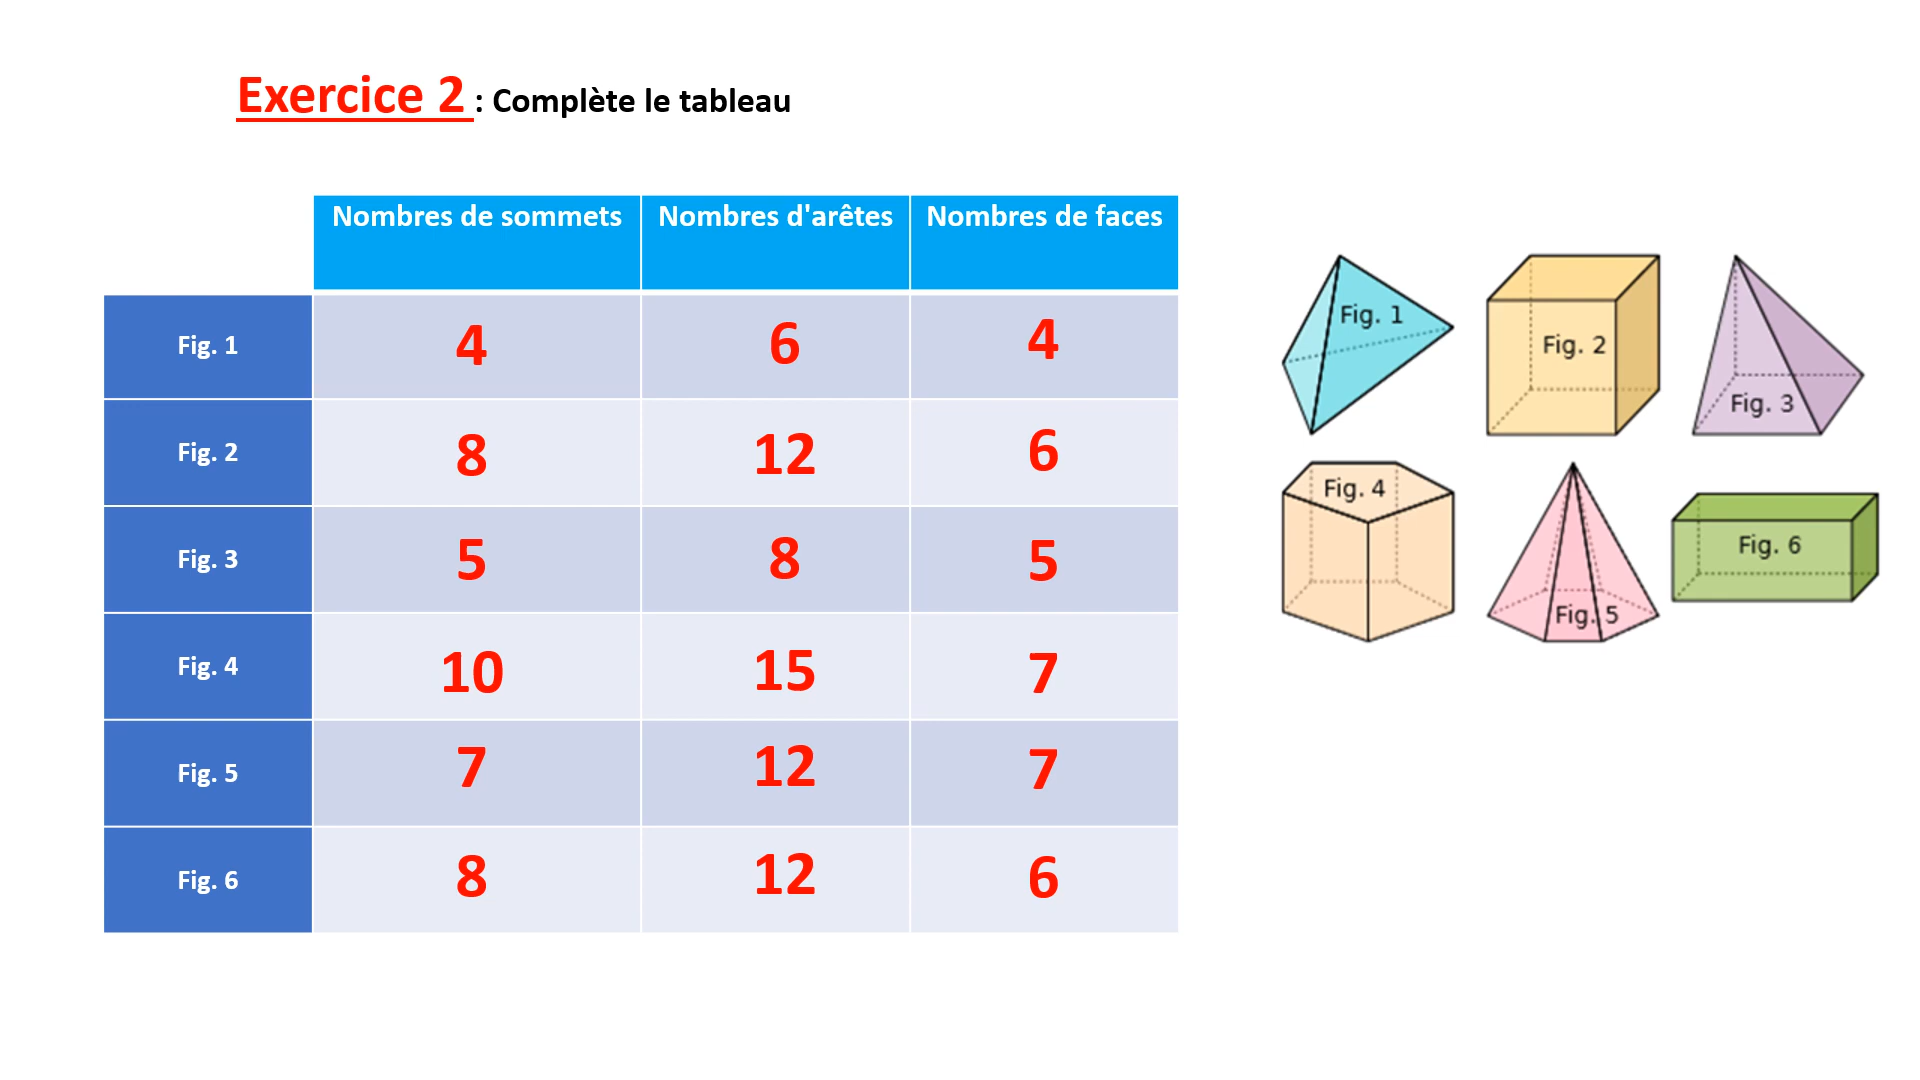 Exercice 2 : Complète le tableau
Nombres de sommets Nombres d'arêtes Nombres de faces
Fig. 1 4 6 4
Fig. 2 8 12 6
Fig. 3 5 8 5
Fig. 4 10 15 7
Fig. 5 7 12 7
Fig. 6 8 12 6
Fig. 1 Fig. 2 Fig. 3
Fig. 4 Fig. 5 Fig. 6